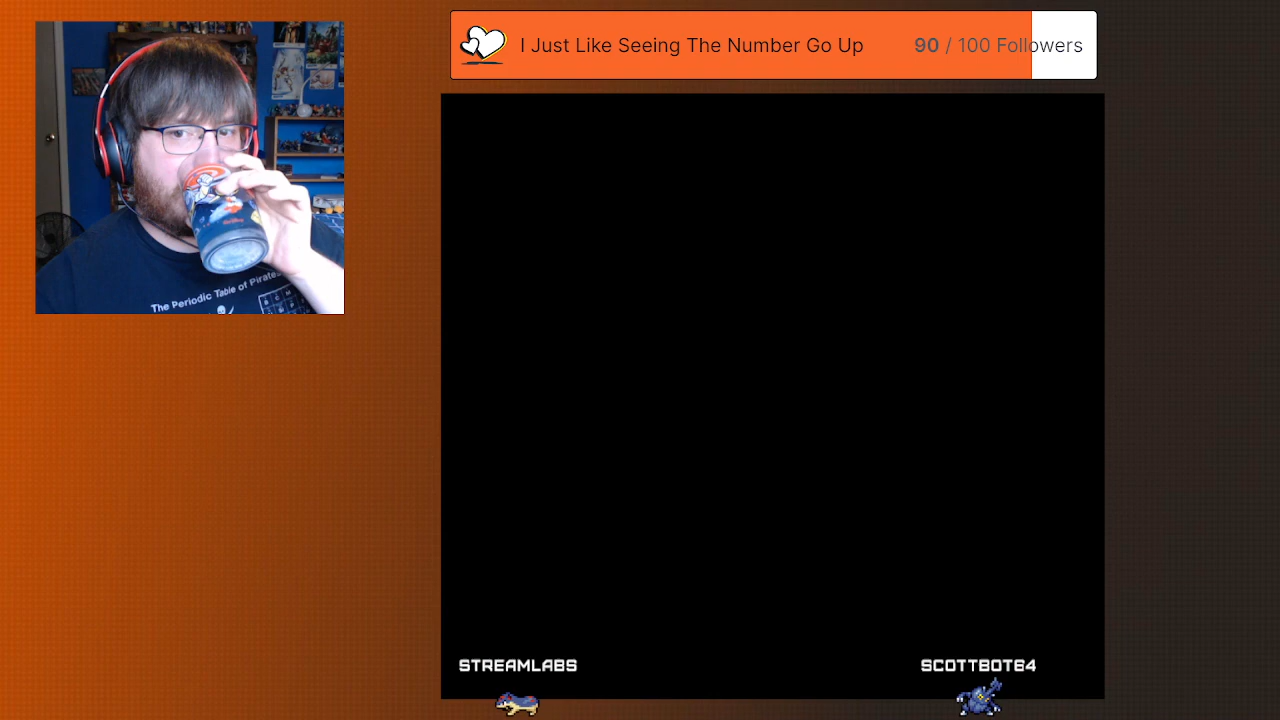 I Just Like Seeing The Number Go Up 90 / 100 Followers
The Periodic Table of Pirates
STREAMLABS
SCOTTBOT64